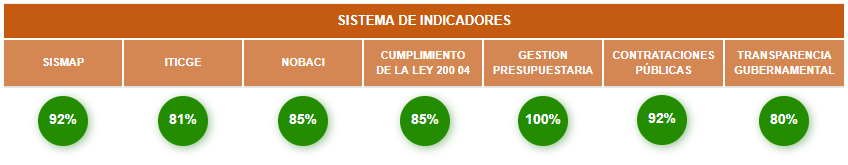 SISTEMA DE INDICADORES
SISMAP
ITICGE
NOBACI
CUMPLIMIENTO
DE LA LEY 200 04
GESTION
PRESUPUESTARIA
CONTRATACIONES
PÚBLICAS
TRANSPARENCIA
GUBERNAMENTAL
92%
81%
85%
85%
100%
92%
80%